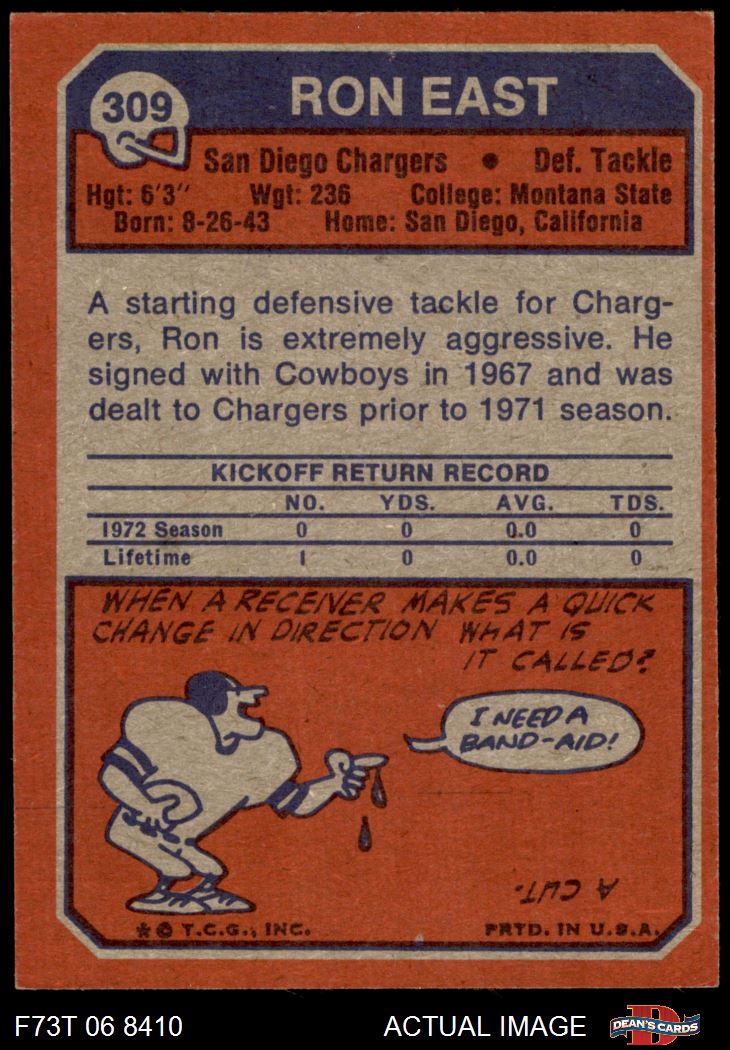 309
RON EAST
San Diego Chargers • Def. Tackle
Hgt: 6'3" Wgt: 236 College: Montana State
Born: 8-26-43 Home: San Diego, California
A starting defensive tackle for Charg-
ers, Ron is extremely aggressive. He
signed with Cowboys in 1967 and was
dealt to Chargers prior to 1971 season.
KICKOFF RETURN RECORD
NO. YDS. AVG. TDS.
1972 Season 0 0 0.0 0
Lifetime 1 0 0.0 0
WHEN A RECEIVER MAKES A QUICK
CHANGE IN DIRECTION WHAT IS
IT CALLED?
I NEED A
BAND-AID!
A CUT.
* © T.C.G., INC. PRTD. IN U.S.A.
F73T 06 8410 ACTUAL IMAGE D DEAN'S CARDS